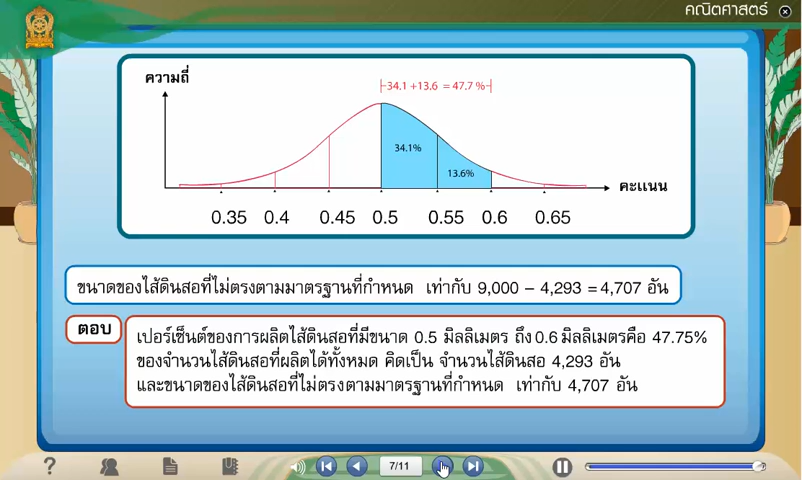 คณิตศาสตร์
ความถี่
34.1 +13.6 = 47.7 %
34.1%
13.6%
คะแนน
0.35 0.4 0.45 0.5 0.55 0.6 0.65
ขนาดของไส้ดินสอที่ไม่ตรงตามมาตรฐานที่กำหนด เท่ากับ 9,000 – 4,293 = 4,707 อัน
ตอบ
เปอร์เซ็นต์ของการผลิตไส้ดินสอที่มีขนาด 0.5 มิลลิเมตร ถึง 0.6 มิลลิเมตรคือ 47.75%
ของจำนวนไส้ดินสอที่ผลิตได้ทั้งหมด คิดเป็น จำนวนไส้ดินสอ 4,293 อัน
และขนาดของไส้ดินสอที่ไม่ตรงตามมาตรฐานที่กำหนด เท่ากับ 4,707 อัน
? 7/11